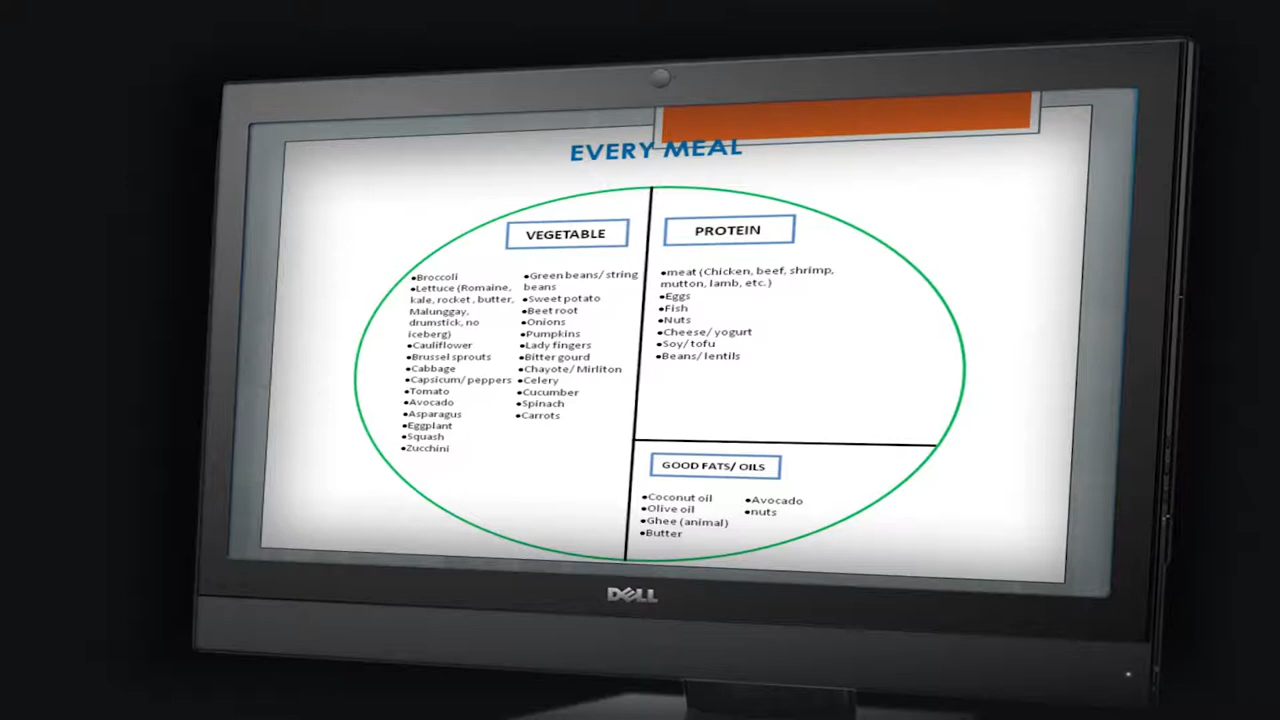 EVERY MEAL
VEGETABLE
•Broccoli
•Lettuce (Romaine,
kale, rocket, butter,
Malunggay,
drumstick, no
iceberg)
•Cauliflower
•Brussel sprouts
•Cabbage
•Capsicum/ peppers
•Tomato
•Avocado
•Asparagus
•Eggplant
•Squash
•Zucchini
•Green beans/ string
beans
•Sweet potato
•Beet root
•Onions
•Pumpkins
•Lady fingers
•Bitter gourd
•Chayote/ Mirliton
•Celery
•Cucumber
•Spinach
•Carrots
PROTEIN
•meat (Chicken, beef, shrimp,
mutton, lamb, etc.)
•Eggs
•Fish
•Nuts
•Cheese/ yogurt
•Soy/ tofu
•Beans/ lentils
GOOD FATS/ OILS
•Coconut oil
•Olive oil
•Ghee (animal)
•Butter
•Avocado
•nuts
DELL